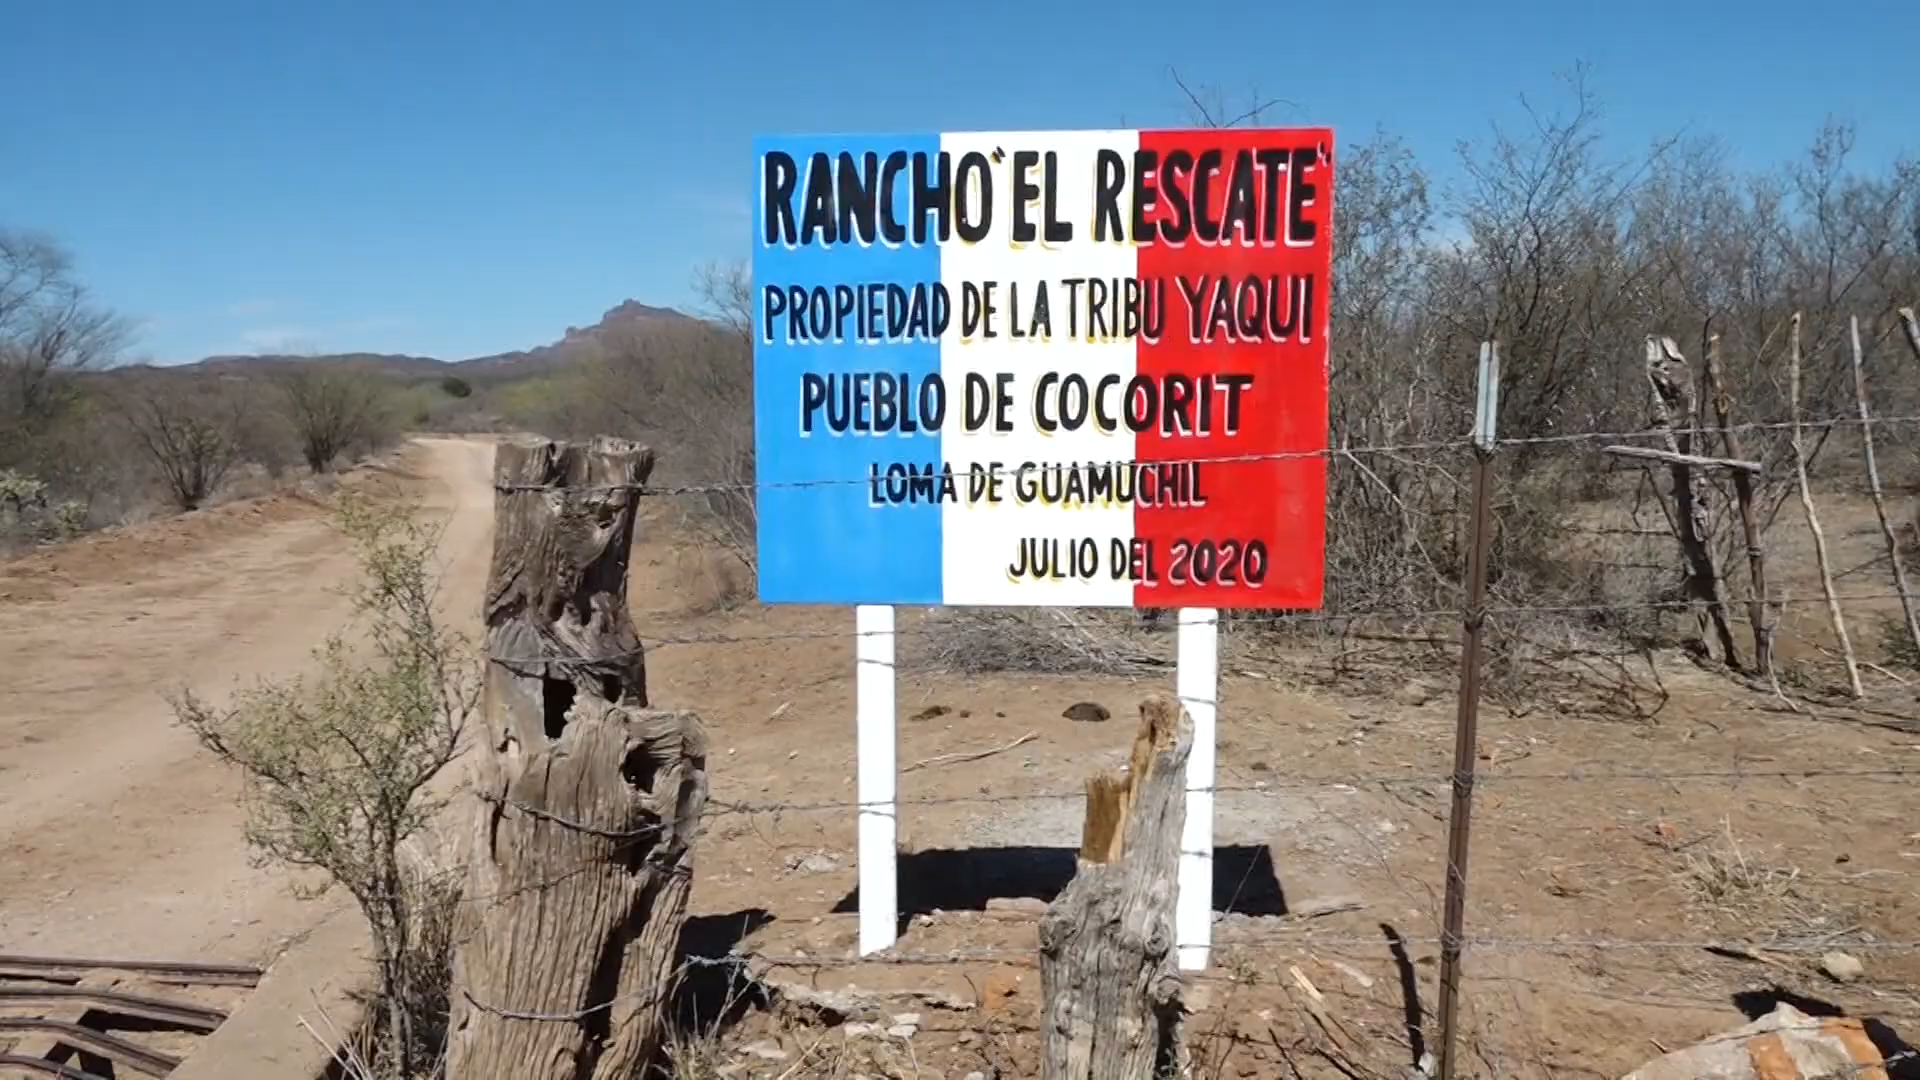 RANCHO "EL RESCATE"
PROPIEDAD DE LA TRIBU YAQUI
PUEBLO DE COCORIT
LOMA DE GUAMUCHIL
JULIO DEL 2020